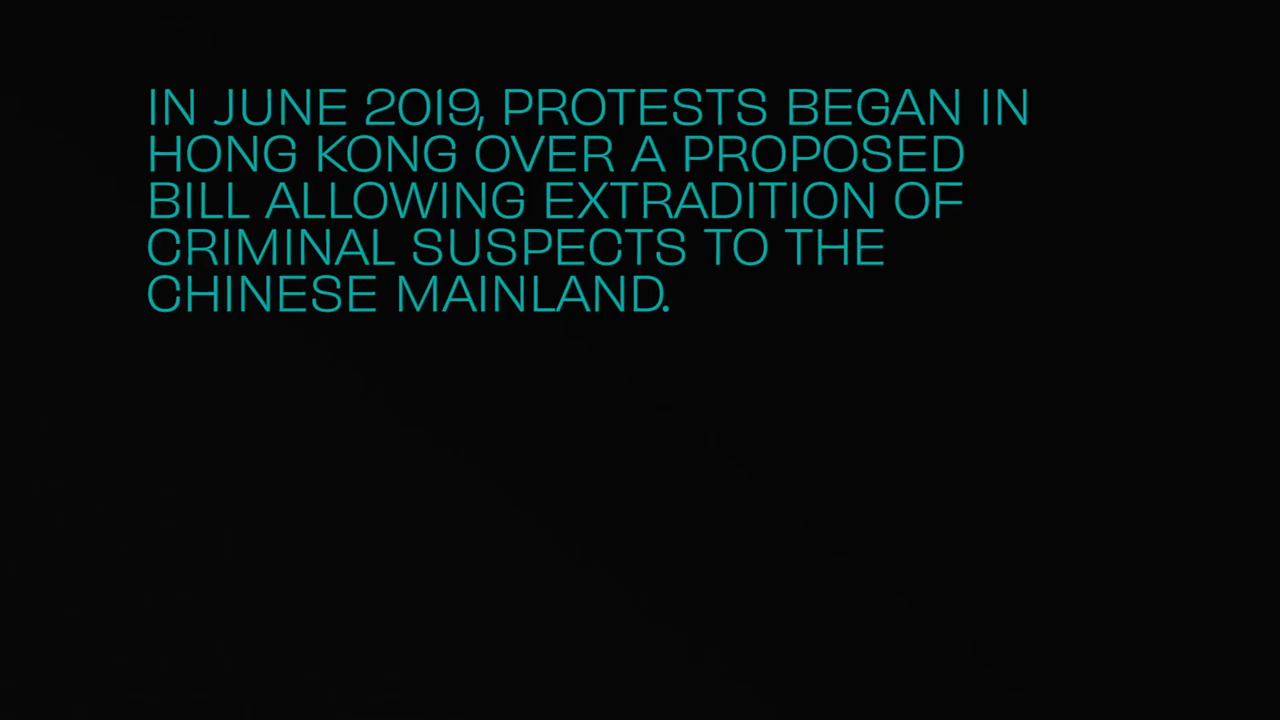 IN JUNE 2019, PROTESTS BEGAN IN
HONG KONG OVER A PROPOSED
BILL ALLOWING EXTRADITION OF
CRIMINAL SUSPECTS TO THE
CHINESE MAINLAND.